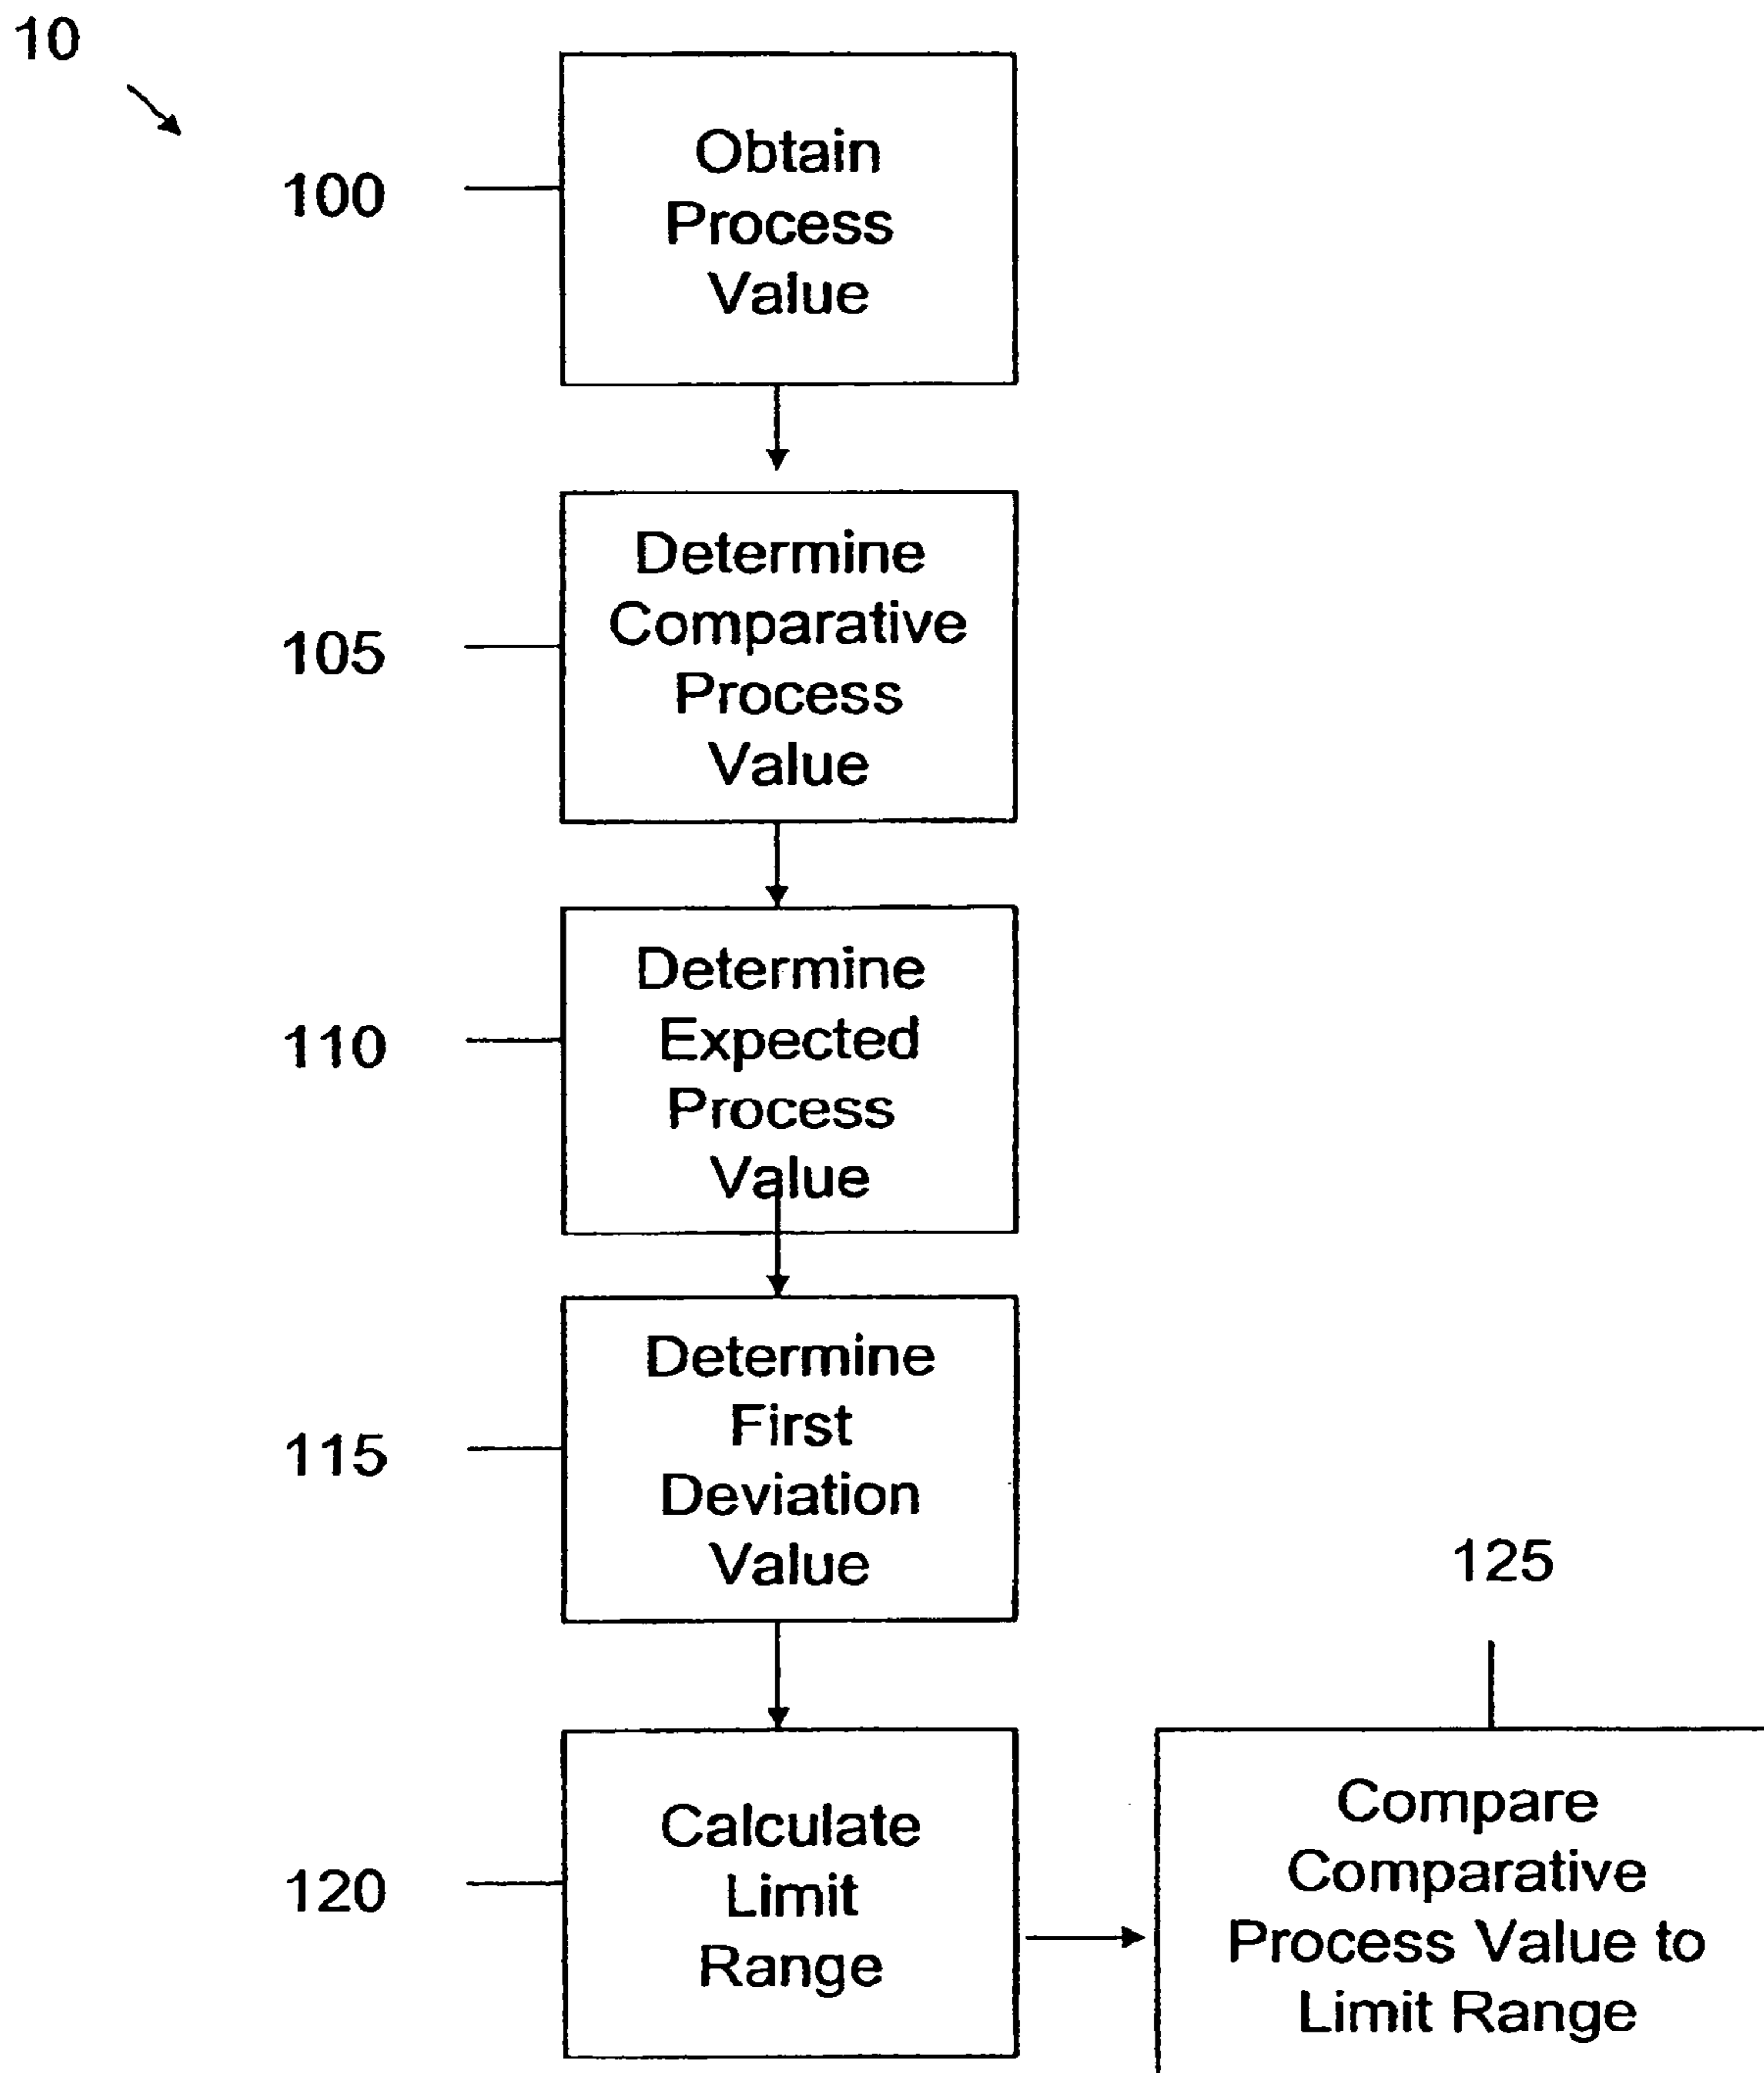 10
100
Obtain
Process
Value
105
Determine
Comparative
Process
Value
110
Determine
Expected
Process
Value
115
Determine
First
Deviation
Value
120
Calculate
Limit
Range
125
Compare
Comparative
Process Value to
Limit Range